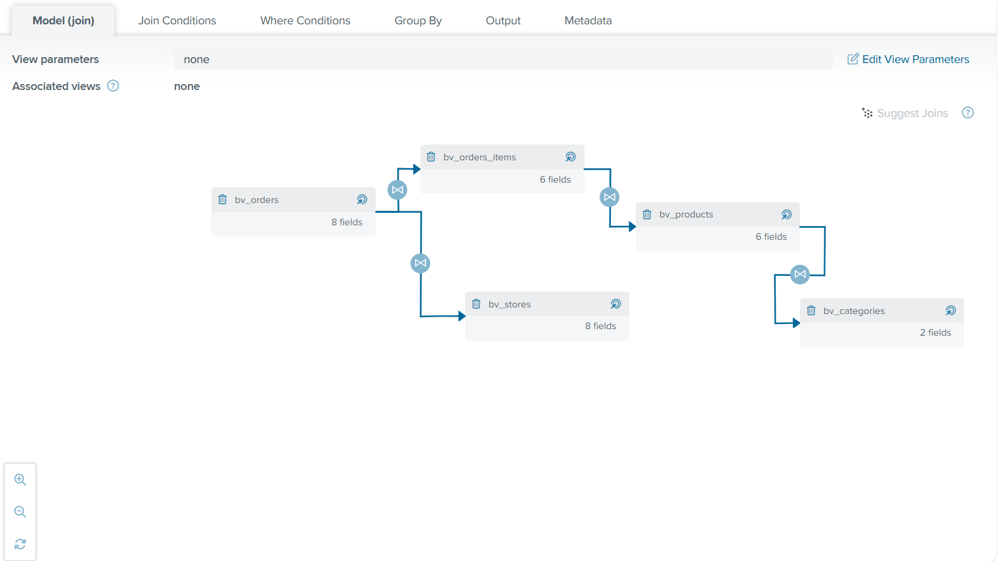 Model (join) Join Conditions Where Conditions Group By Output Metadata
View parameters none Edit View Parameters
Associated views ? none
Suggest Joins ?
bv_orders_items
6 fields
bv_orders
8 fields
bv_products
6 fields
bv_stores
8 fields
bv_categories
2 fields